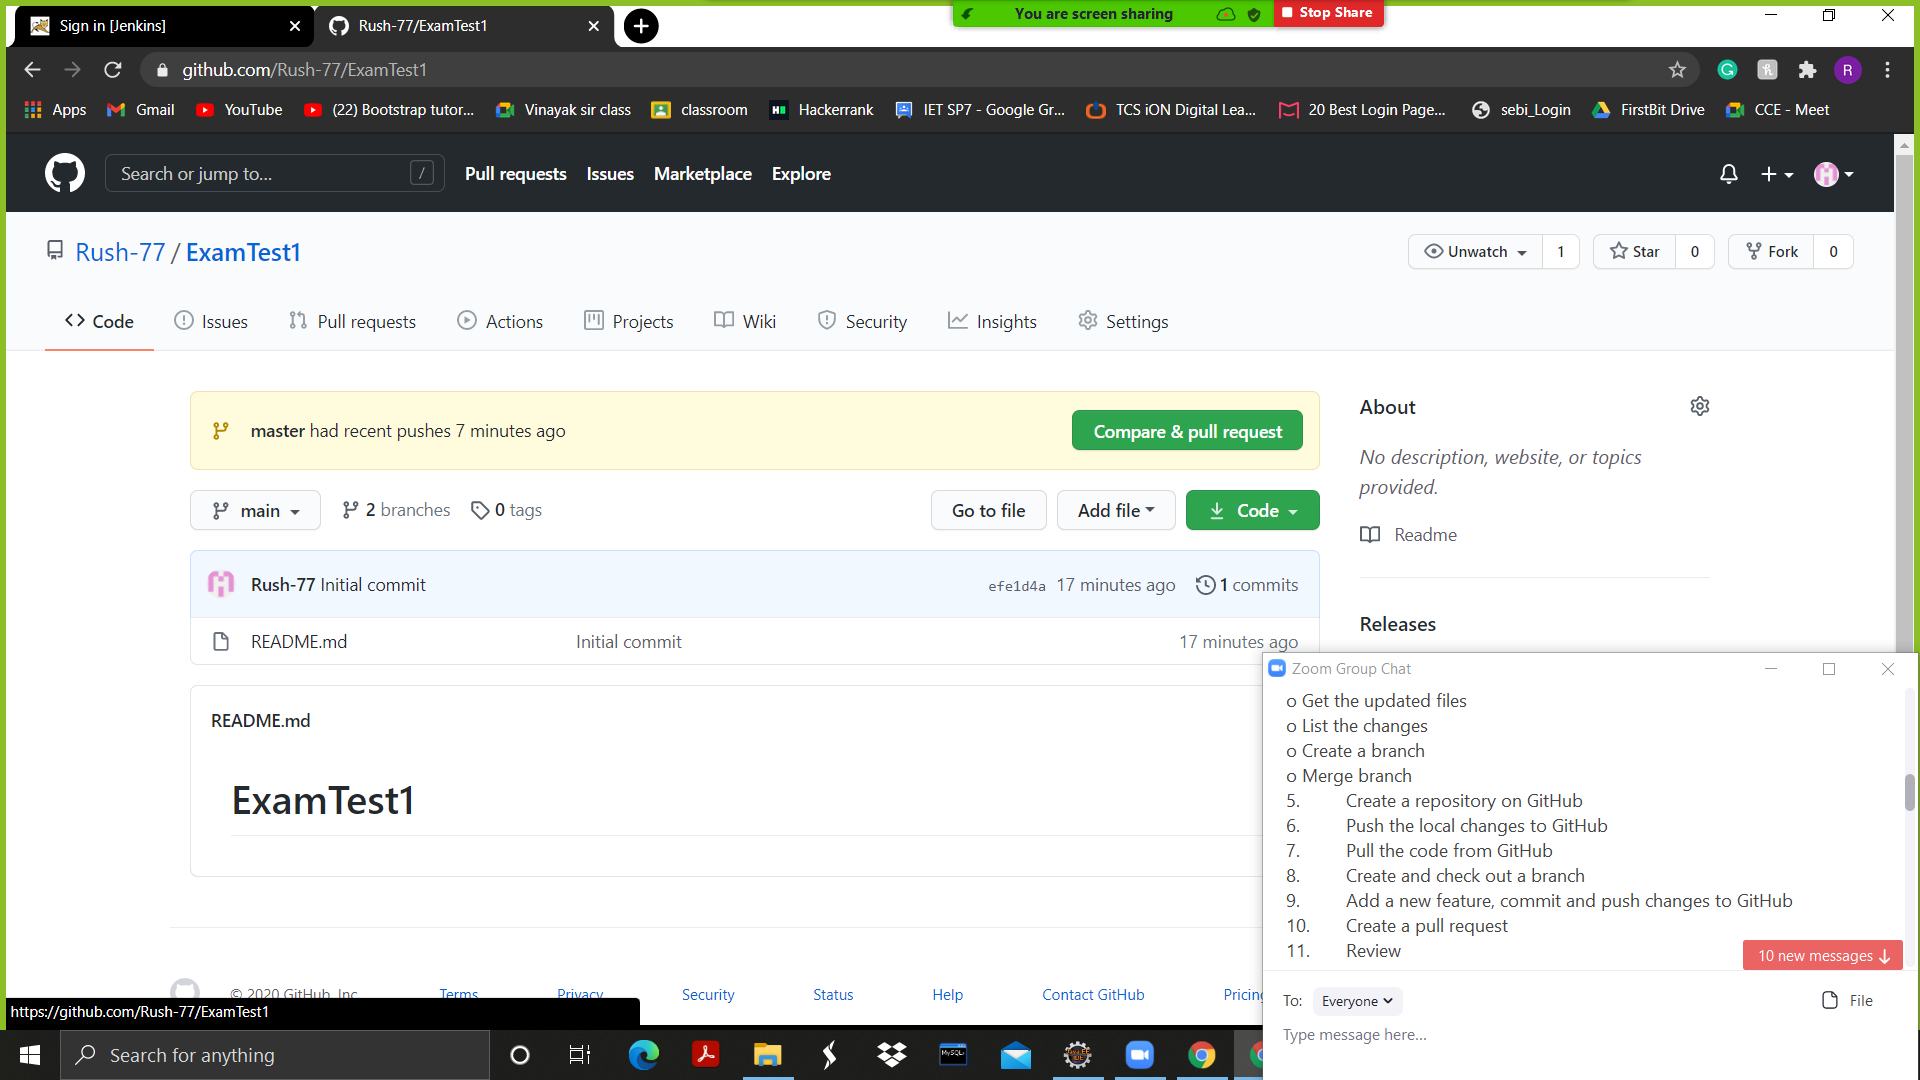 Sign in [Jenkins]
Rush-77/ExamTest1
You are screen sharing
Stop Share
github.com/Rush-77/ExamTest1
R
Apps
Gmail
YouTube
(22) Bootstrap tutor...
Vinayak sir class
classroom
Hackerrank
IET SP7 - Google Gr...
TCS iON Digital Lea...
20 Best Login Page...
sebi_Login
FirstBit Drive
CCE - Meet
Search or jump to...
/
Pull requests
Issues
Marketplace
Explore
Rush-77 / ExamTest1
Unwatch 1
Star 0
Fork 0
Code
Issues
Pull requests
Actions
Projects
Wiki
Security
Insights
Settings
master had recent pushes 7 minutes ago
Compare & pull request
main
2 branches
0 tags
Go to file
Add file
Code
Rush-77 Initial commit
efe1d4a 17 minutes ago
1 commits
README.md
Initial commit
17 minutes ago
README.md
ExamTest1
About
No description, website, or topics
provided.
Readme
Releases
© 2020 GitHub, Inc.
Terms
Privacy
Security
Status
Help
Contact GitHub
Pricing
https://github.com/Rush-77/ExamTest1
Zoom Group Chat
o Get the updated files
o List the changes
o Create a branch
o Merge branch
5. Create a repository on GitHub
6. Push the local changes to GitHub
7. Pull the code from GitHub
8. Create and check out a branch
9. Add a new feature, commit and push changes to GitHub
10. Create a pull request
11. Review
10 new messages
To: Everyone
File
Type message here...
Search for anything